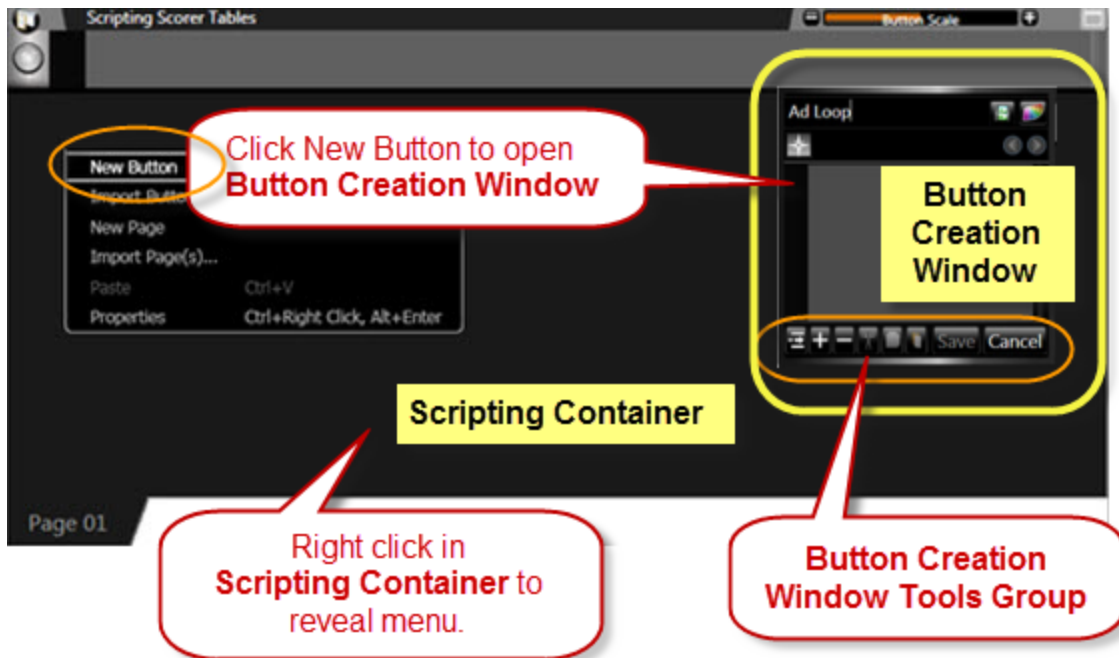 Scripting Scorer Tables
Button Scale
Ad Loop
Click New Button to open
Button Creation Window
New Button
Import Butto
New Page
Import Page(s)...
Paste Ctrl+V
Properties Ctrl+Right Click, Alt+Enter
Button
Creation
Window
Save Cancel
Scripting Container
Page 01
Right click in
Scripting Container to
reveal menu.
Button Creation
Window Tools Group